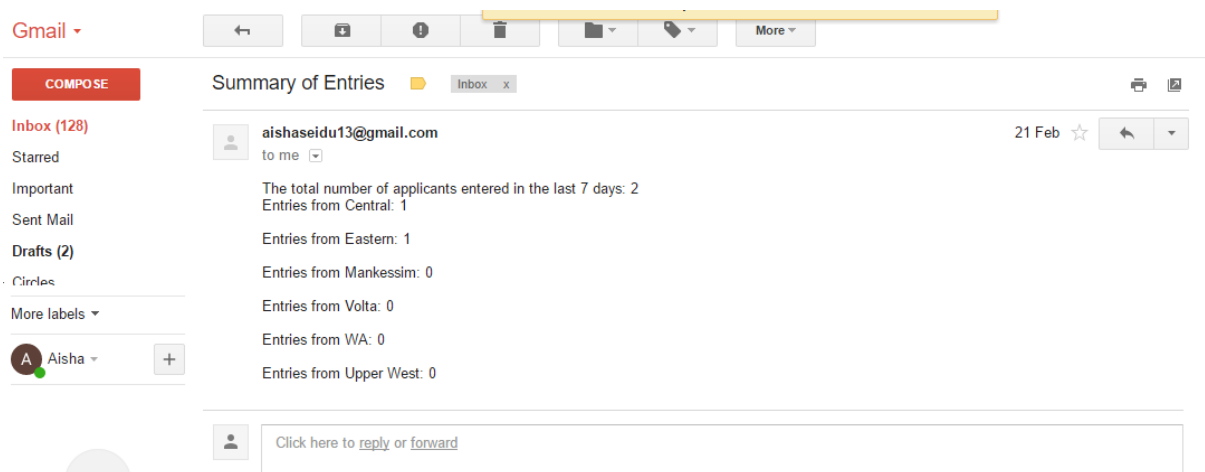 Gmail
More
COMPOSE
Summary of Entries
Inbox x
Inbox (128)
Starred
Important
Sent Mail
Drafts (2)
Circles
More labels
A Aisha +
aishaseidu13@gmail.com
21 Feb
to me
The total number of applicants entered in the last 7 days: 2
Entries from Central: 1
Entries from Eastern: 1
Entries from Mankessim: 0
Entries from Volta: 0
Entries from WA: 0
Entries from Upper West: 0
Click here to reply or forward